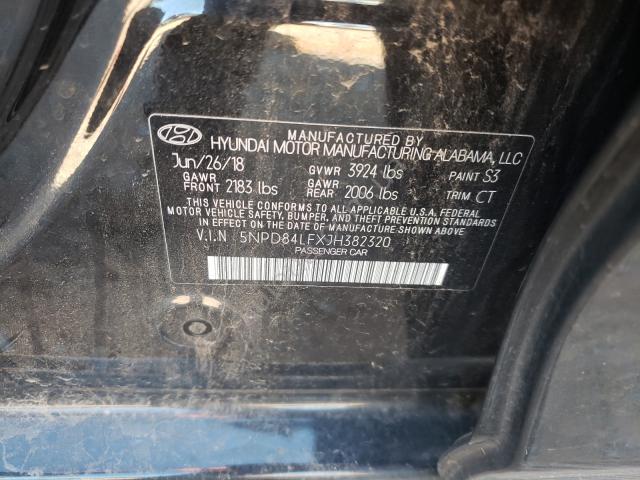 MANUFACTURED BY
HYUNDAI MOTOR MANUFACTURING ALABAMA, LLC
Jun/26/18 GVWR 3924 lbs PAINT S3
GAWR FRONT 2183 lbs GAWR REAR 2006 lbs TRIM CT
THIS VEHICLE CONFORMS TO ALL APPLICABLE U.S.A. FEDERAL
MOTOR VEHICLE SAFETY, BUMPER, AND THEFT PREVENTION STANDARDS
IN EFFECT ON THE DATE OF MANUFACTURE SHOWN ABOVE.
V.I.N 5NPD84LFXJH382320
PASSENGER CAR